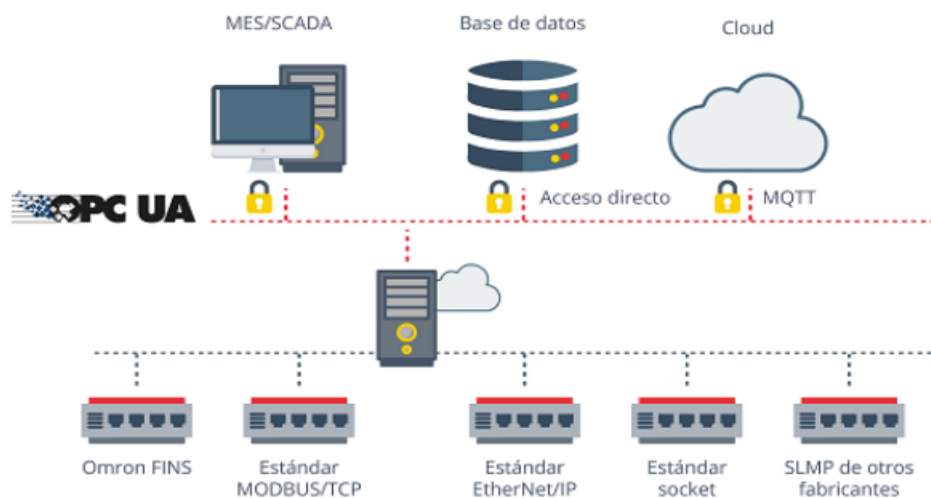 MES/SCADA
Base de datos
Cloud
OPC UA
Acceso directo
MQTT
Omron FINS
Estándar
MODBUS/TCP
Estándar
EtherNet/IP
Estándar
socket
SLMP de otros
fabricantes